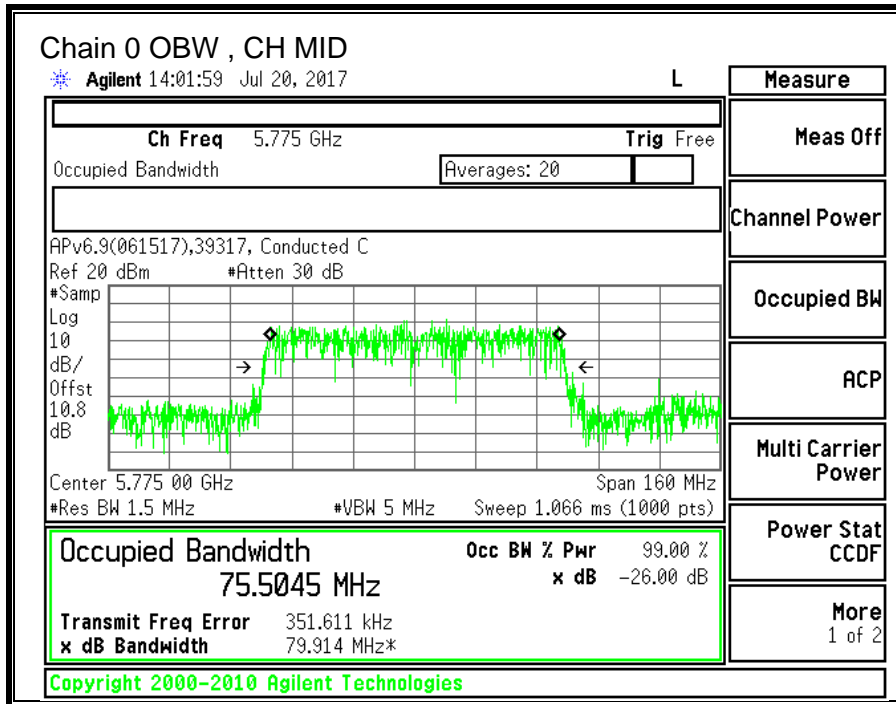 Chain 0 OBW , CH MID
Agilent 14:01:59 Jul 20, 2017 L
Ch Freq 5.775 GHz Trig Free
Occupied Bandwidth Averages: 20
APv6.9(061517),39317, Conducted C
Ref 20 dBm #Atten 30 dB
#Samp
Log
10
dB/
Offst
10.8
dB
Center 5.775 00 GHz Span 160 MHz
#Res BW 1.5 MHz #VBW 5 MHz Sweep 1.066 ms (1000 pts)
Occupied Bandwidth Occ BW % Pwr 99.00 %
75.5045 MHz x dB -26.00 dB
Transmit Freq Error 351.611 kHz
x dB Bandwidth 79.914 MHz*
Copyright 2000-2010 Agilent Technologies
Measure
Meas Off
Channel Power
Occupied BW
ACP
Multi Carrier
Power
Power Stat
CCDF
More
1 of 2